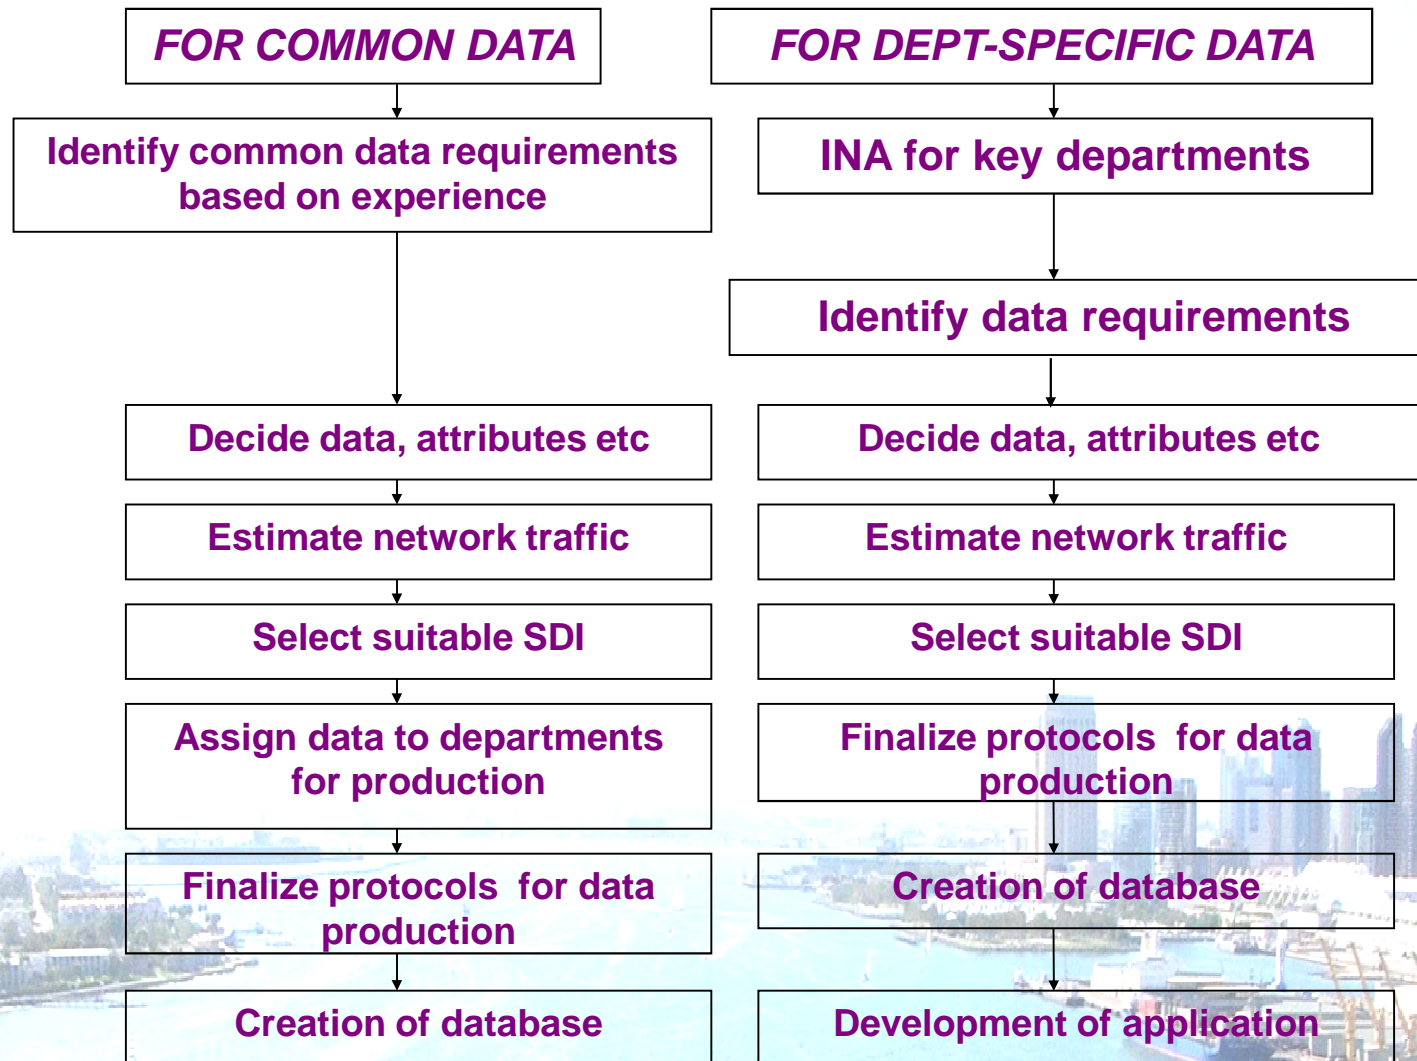 FOR COMMON DATA
Identify common data requirements
based on experience
Decide data, attributes etc
Estimate network traffic
Select suitable SDI
Assign data to departments
for production
Finalize protocols for data
production
Creation of database
FOR DEPT-SPECIFIC DATA
INA for key departments
Identify data requirements
Decide data, attributes etc
Estimate network traffic
Select suitable SDI
Finalize protocols for data
production
Creation of database
Development of application